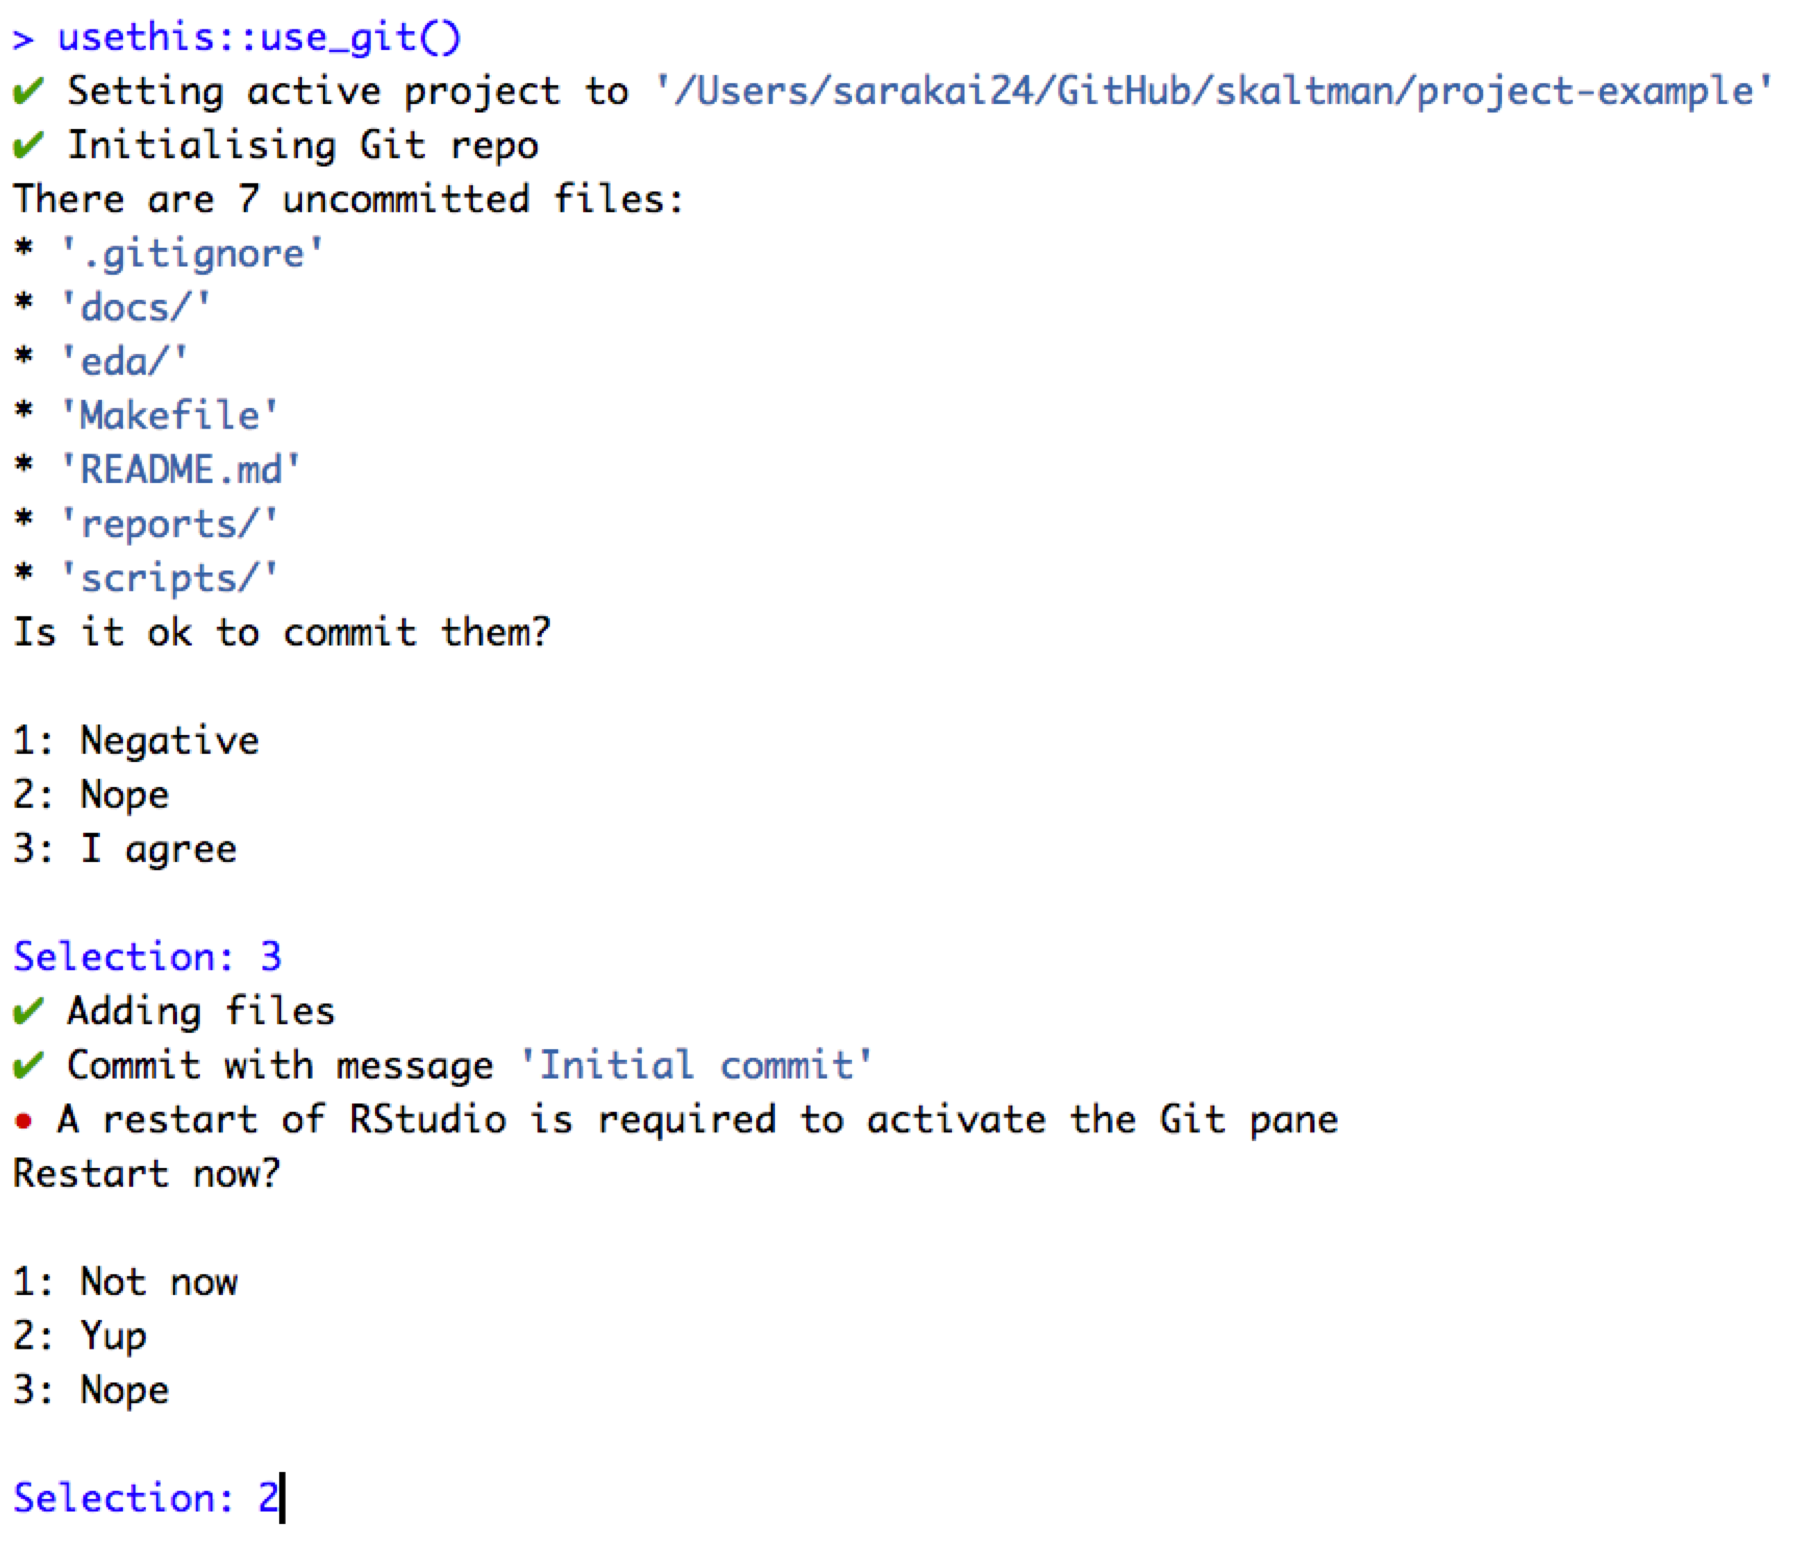 > usethis::use_git()
✔ Setting active project to '/Users/sarakai24/GitHub/skaltman/project-example'
✔ Initialising Git repo
There are 7 uncommitted files:
* '.gitignore'
* 'docs/'
* 'eda/'
* 'Makefile'
* 'README.md'
* 'reports/'
* 'scripts/'
Is it ok to commit them?
1: Negative
2: Nope
3: I agree
Selection: 3
✔ Adding files
✔ Commit with message 'Initial commit'
● A restart of RStudio is required to activate the Git pane
Restart now?
1: Not now
2: Yup
3: Nope
Selection: 2